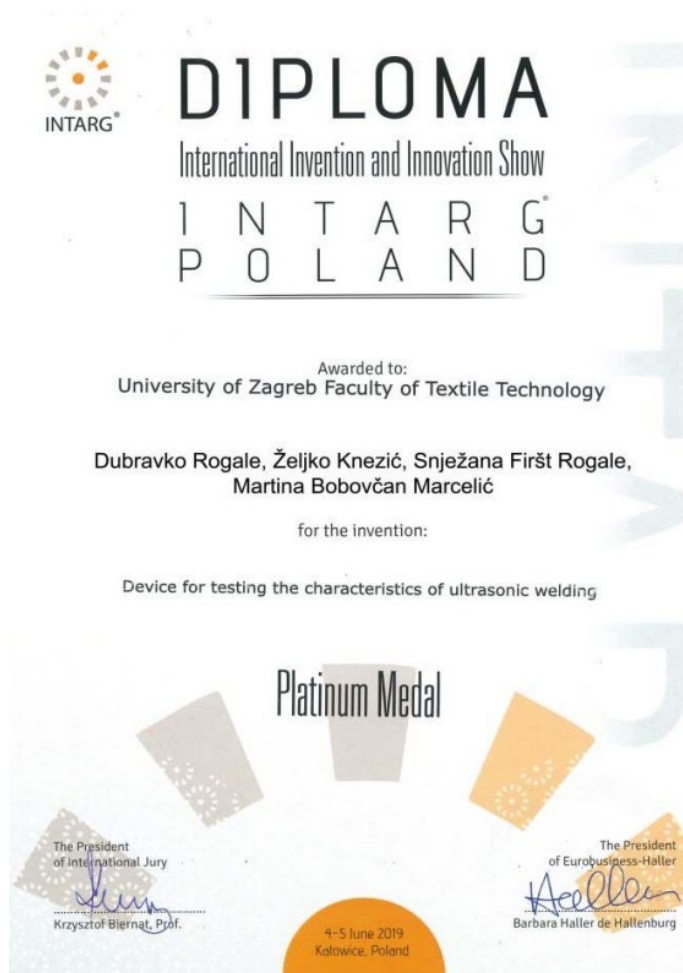 INTARG®
DIPLOMA
International Invention and Innovation Show
INTARG®
POLAND
Awarded to:
University of Zagreb Faculty of Textile Technology
Dubravko Rogale, Željko Knezić, Snježana Firšt Rogale,
Martina Bobovčan Marcelić
for the invention:
Device for testing the characteristics of ultrasonic welding
Platinum Medal
The President
of International Jury
Krzysztof Biernat, Prof.
The President
of Eurobusiness-Haller
Barbara Haller de Hallenburg
4-5 June 2019
Katowice, Poland